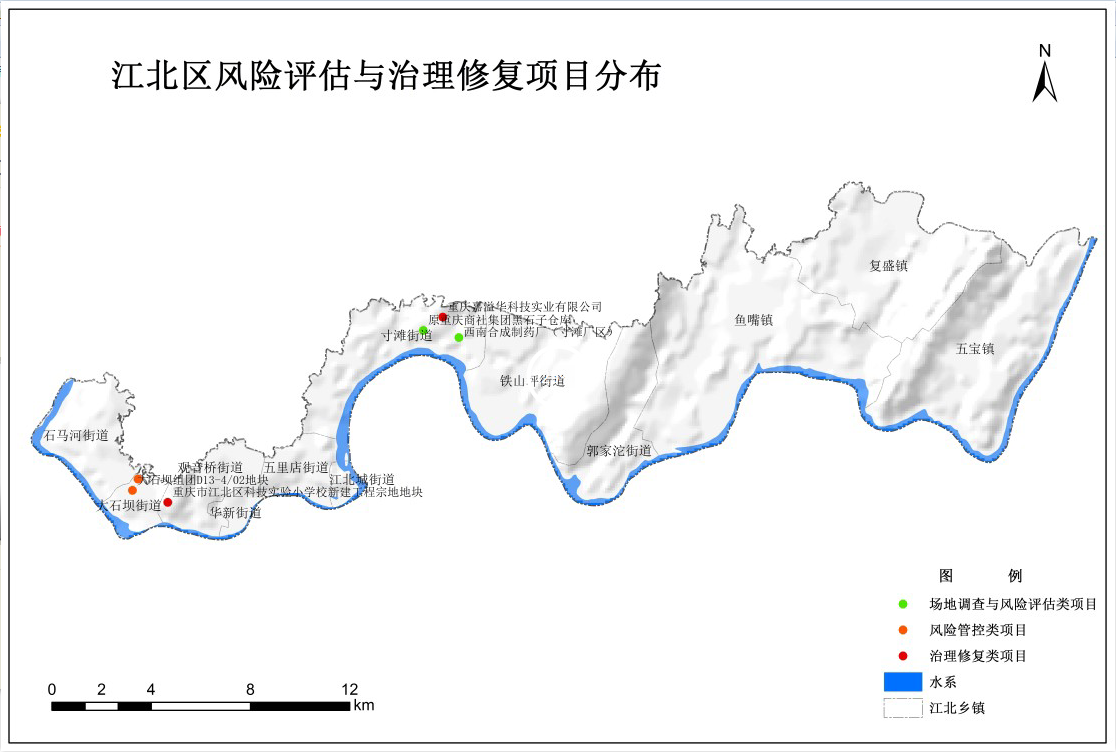 江北区风险评估与治理修复项目分布
N
复盛镇
重庆嘉溢华科技实业有限公司
原重庆商社集团黑石子仓库
鱼嘴镇
寸滩街道
西南合成制药厂（寸滩厂区）
五宝镇
铁山坪街道
石马河街道
郭家沱街道
观音桥街道
五里店街道
大石坝组团D13-4/02地块
江北城街道
重庆市江北区科技实验小学校新建工程宗地地块
大石坝街道
华新街道
图 例
场地调查与风险评估类项目
风险管控类项目
治理修复类项目
水系
江北乡镇
0 2 4 8 12
km